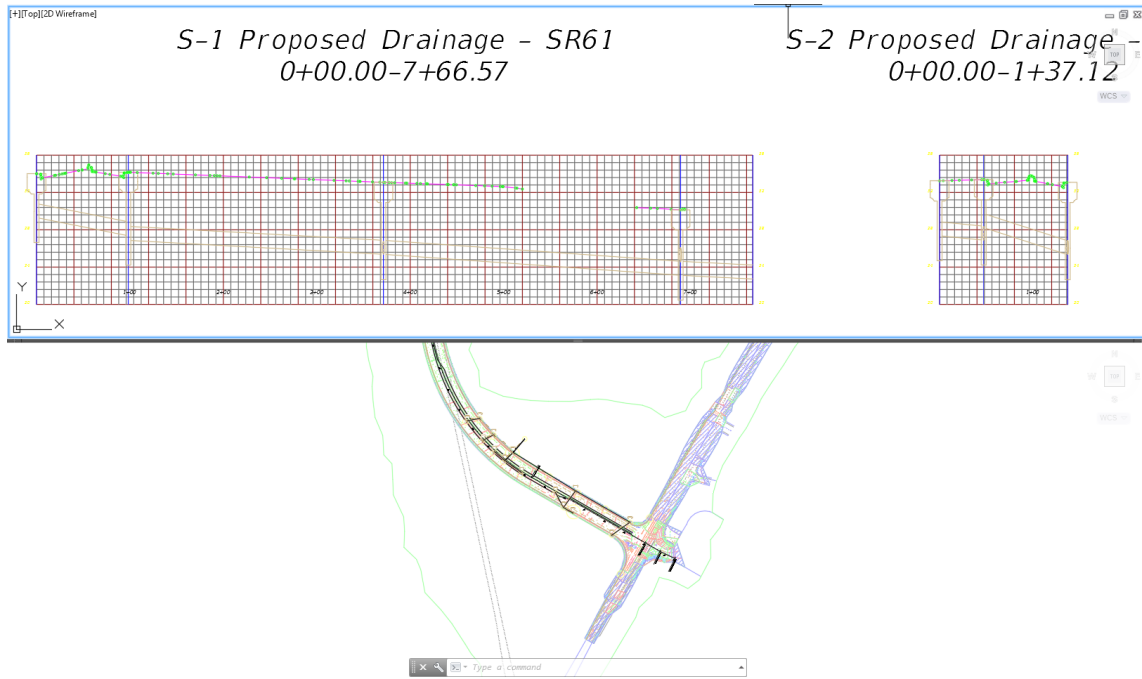 [+][Top][2D Wireframe]
S-1 Proposed Drainage - SR61
0+00.00-7+66.57
S-2 Proposed Drainage -
0+00.00-1+37.12
TOP
WCS
1+00 2+00 3+00 4+00 5+00 6+00 7+00
1+00
Y
X
TOP
WCS
Type a command